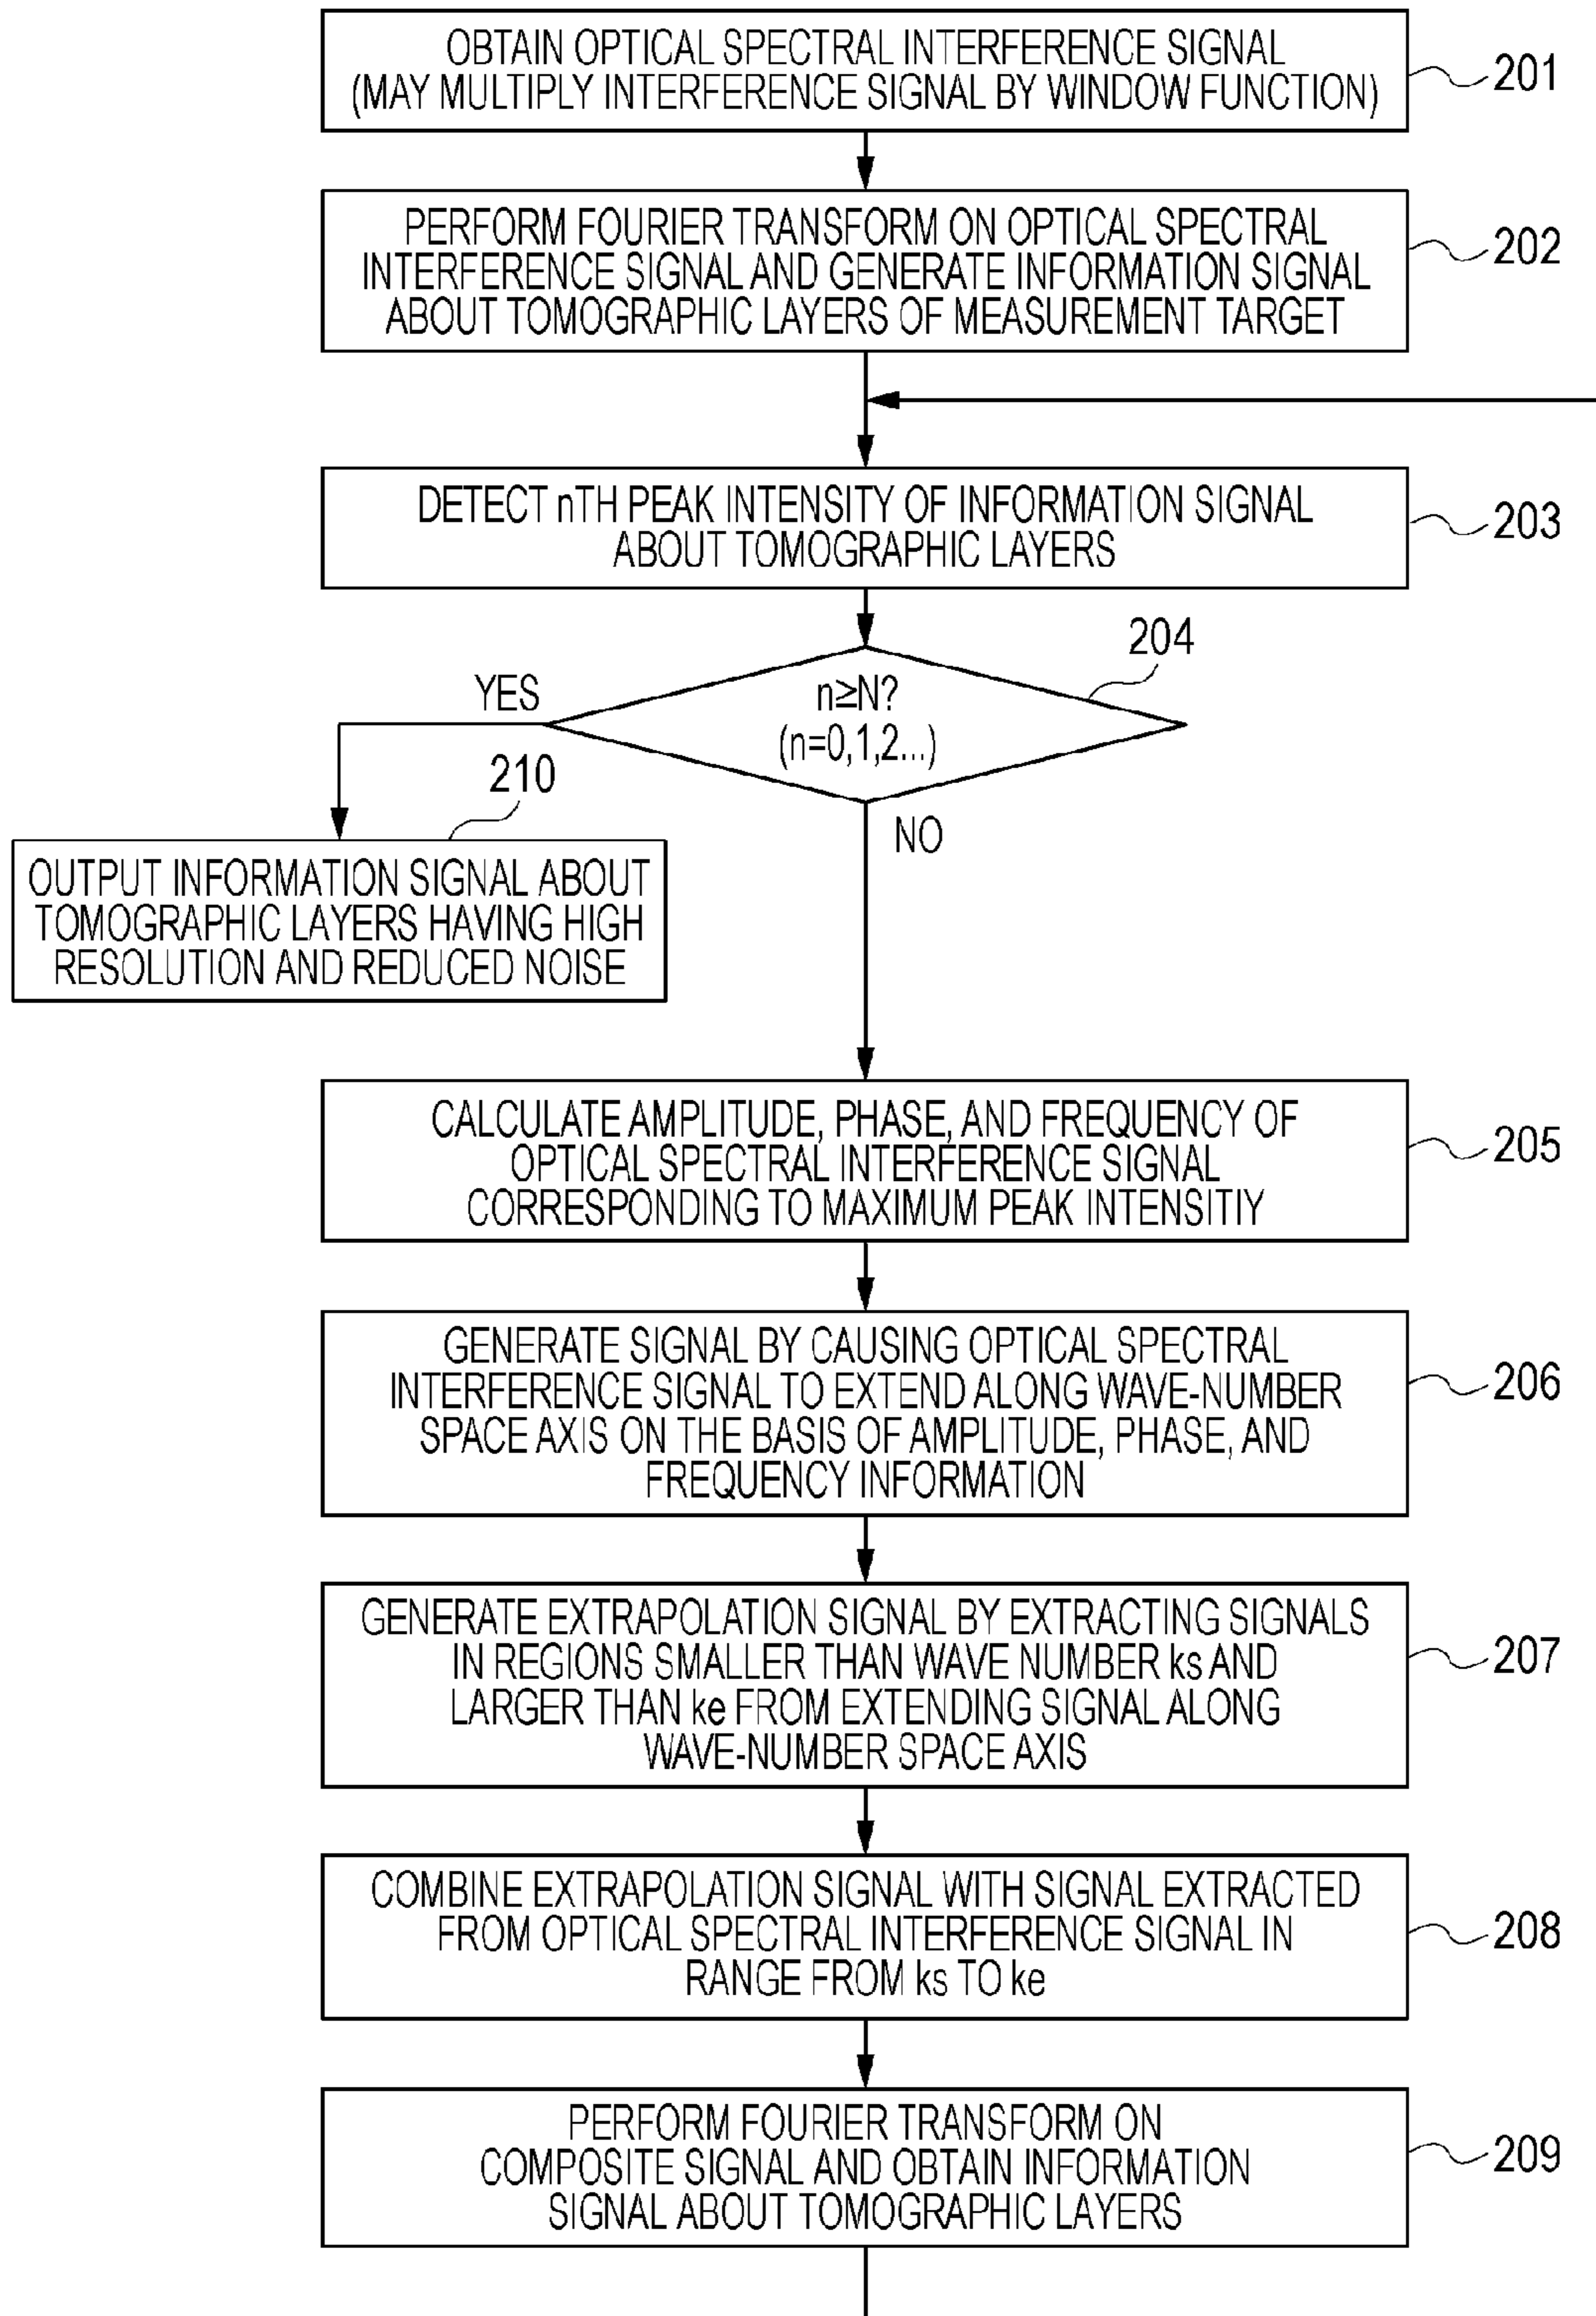 OBTAIN OPTICAL SPECTRAL INTERFERENCE SIGNAL
(MAY MULTIPLY INTERFERENCE SIGNAL BY WINDOW FUNCTION)
201
PERFORM FOURIER TRANSFORM ON OPTICAL SPECTRAL
INTERFERENCE SIGNAL AND GENERATE INFORMATION SIGNAL
ABOUT TOMOGRAPHIC LAYERS OF MEASUREMENT TARGET
202
DETECT nTH PEAK INTENSITY OF INFORMATION SIGNAL
ABOUT TOMOGRAPHIC LAYERS
203
204
YES
n≥N?
(n=0,1,2...)
210
NO
OUTPUT INFORMATION SIGNAL ABOUT
TOMOGRAPHIC LAYERS HAVING HIGH
RESOLUTION AND REDUCED NOISE
CALCULATE AMPLITUDE, PHASE, AND FREQUENCY OF
OPTICAL SPECTRAL INTERFERENCE SIGNAL
CORRESPONDING TO MAXIMUM PEAK INTENSITIY
205
GENERATE SIGNAL BY CAUSING OPTICAL SPECTRAL
INTERFERENCE SIGNAL TO EXTEND ALONG WAVE-NUMBER
SPACE AXIS ON THE BASIS OF AMPLITUDE, PHASE, AND
FREQUENCY INFORMATION
206
GENERATE EXTRAPOLATION SIGNAL BY EXTRACTING SIGNALS
IN REGIONS SMALLER THAN WAVE NUMBER ks AND
LARGER THAN ke FROM EXTENDING SIGNAL ALONG
WAVE-NUMBER SPACE AXIS
207
COMBINE EXTRAPOLATION SIGNAL WITH SIGNAL EXTRACTED
FROM OPTICAL SPECTRAL INTERFERENCE SIGNAL IN
RANGE FROM ks TO ke
208
PERFORM FOURIER TRANSFORM ON
COMPOSITE SIGNAL AND OBTAIN INFORMATION
SIGNAL ABOUT TOMOGRAPHIC LAYERS
209